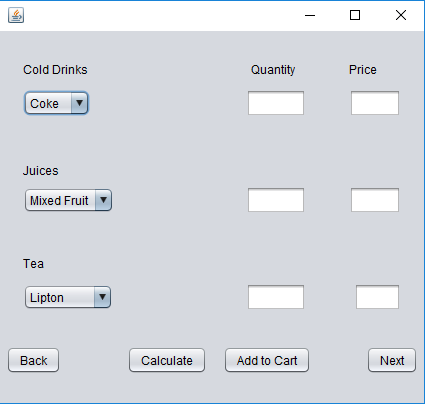 Cold Drinks Quantity Price
Coke
Juices
Mixed Fruit
Tea
Lipton
Back Calculate Add to Cart Next